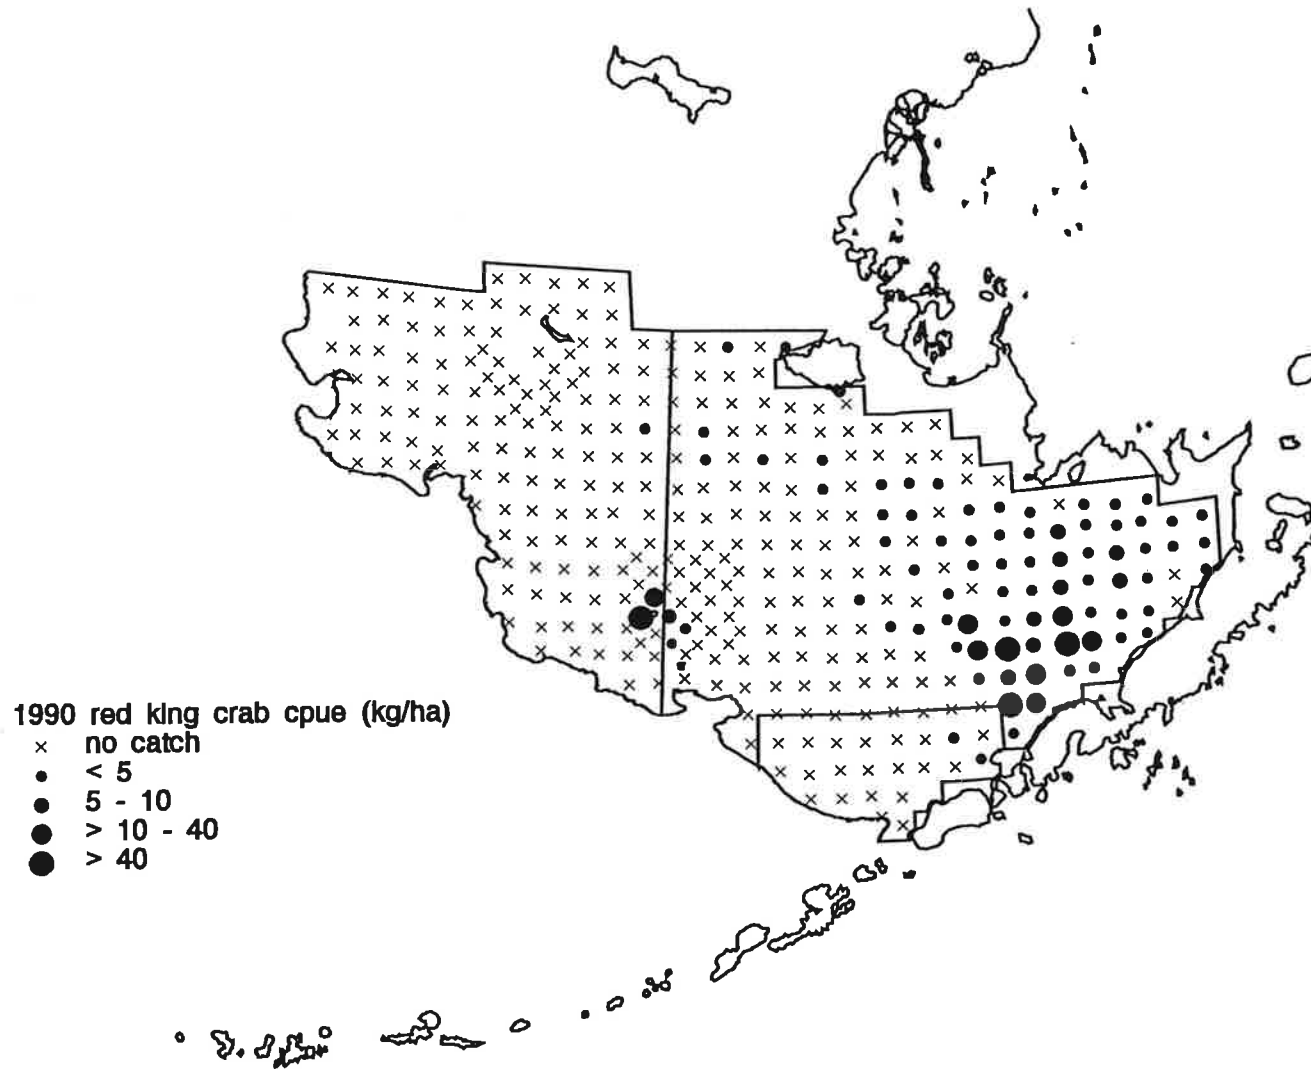 1990 red king crab cpue (kg/ha)
× no catch
< 5
5 - 10
> 10 - 40
> 40